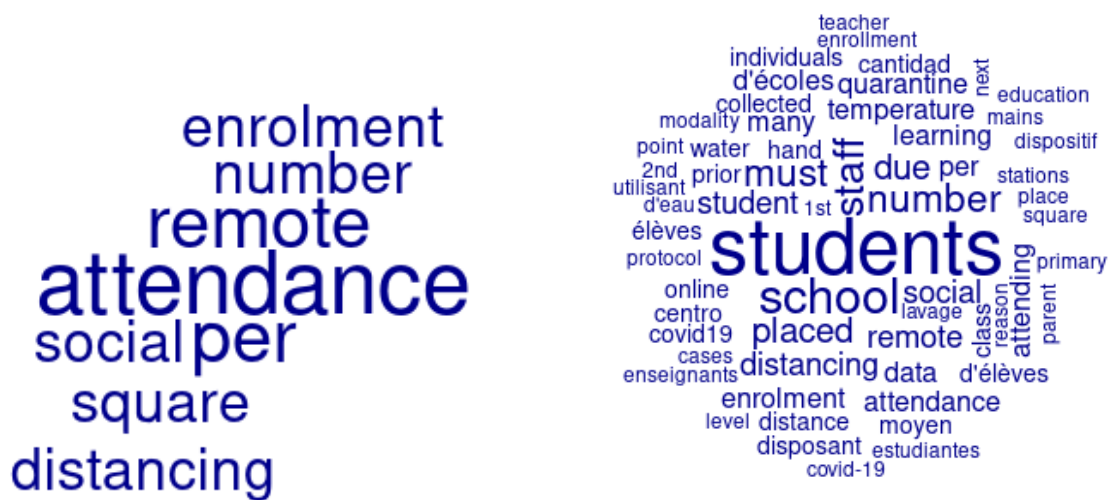 enrolment
number
remote
attendance
social per
square
distancing
teacher
enrollment
individuals cantidad next
d'écoles quarantine education
collected temperature mains
modality many learning dispositif
point water hand staff due per stations
2nd prior must number place
utilisant student 1st square
d'eau
élèves students primary
protocol attending
online school social parent
centro lavage class reason
covid19 placed remote
cases distancing data d'élèves
enseignants
enrolment attendance
level distance moyen
disposant estudiantes
covid-19